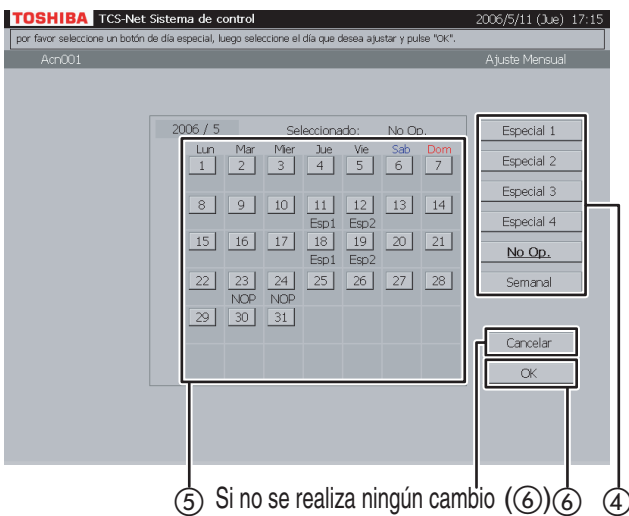 TOSHIBA TCS-Net Sistema de control 2006/5/11 (Jue) 17:15
por favor seleccione un botón de día especial, luego seleccione el día que desea ajustar y pulse "OK".
Acn001 Ajuste Mensual
2006 / 5 Seleccionado: No Op.
Lun Mar Mier Jue Vie Sab Dom
1 2 3 4 5 6 7
8 9 10 11 12 13 14
Esp1 Esp2
15 16 17 18 19 20 21
Esp1 Esp2
22 23 24 25 26 27 28
NOP NOP
29 30 31
Especial 1
Especial 2
Especial 3
Especial 4
No Op.
Semanal
Cancelar
OK
⑤ Si no se realiza ningún cambio (⑥) ⑥ ④